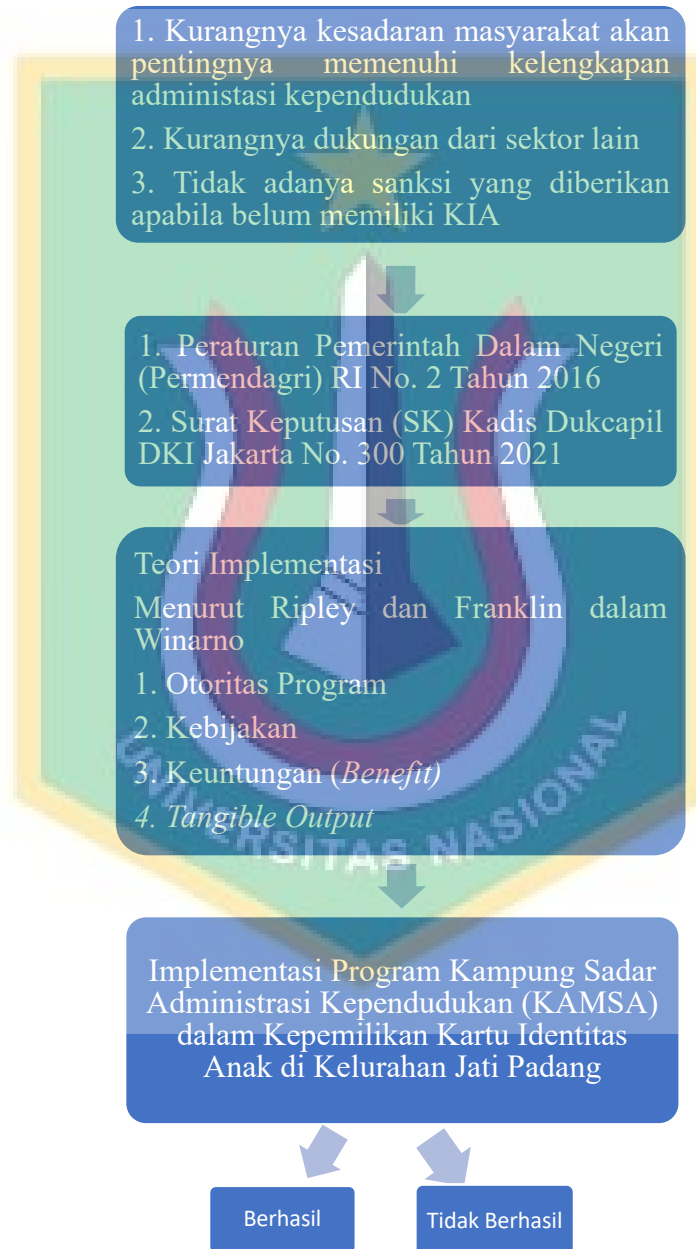 1. Kurangnya kesadaran masyarakat akan
pentingnya memenuhi kelengkapan
administasi kependudukan
2. Kurangnya dukungan dari sektor lain
3. Tidak adanya sanksi yang diberikan
apabila belum memiliki KIA
1. Peraturan Pemerintah Dalam Negeri
(Permendagri) RI No. 2 Tahun 2016
2. Surat Keputusan (SK) Kadis Dukcapil
DKI Jakarta No. 300 Tahun 2021
Teori Implementasi
Menurut Ripley dan Franklin dalam
Winarno
1. Otoritas Program
2. Kebijakan
3. Keuntungan (Benefit)
4. Tangible Output
UNIVERSITAS NASIONAL
Implementasi Program Kampung Sadar
Administrasi Kependudukan (KAMSA)
dalam Kepemilikan Kartu Identitas
Anak di Kelurahan Jati Padang
Berhasil
Tidak Berhasil